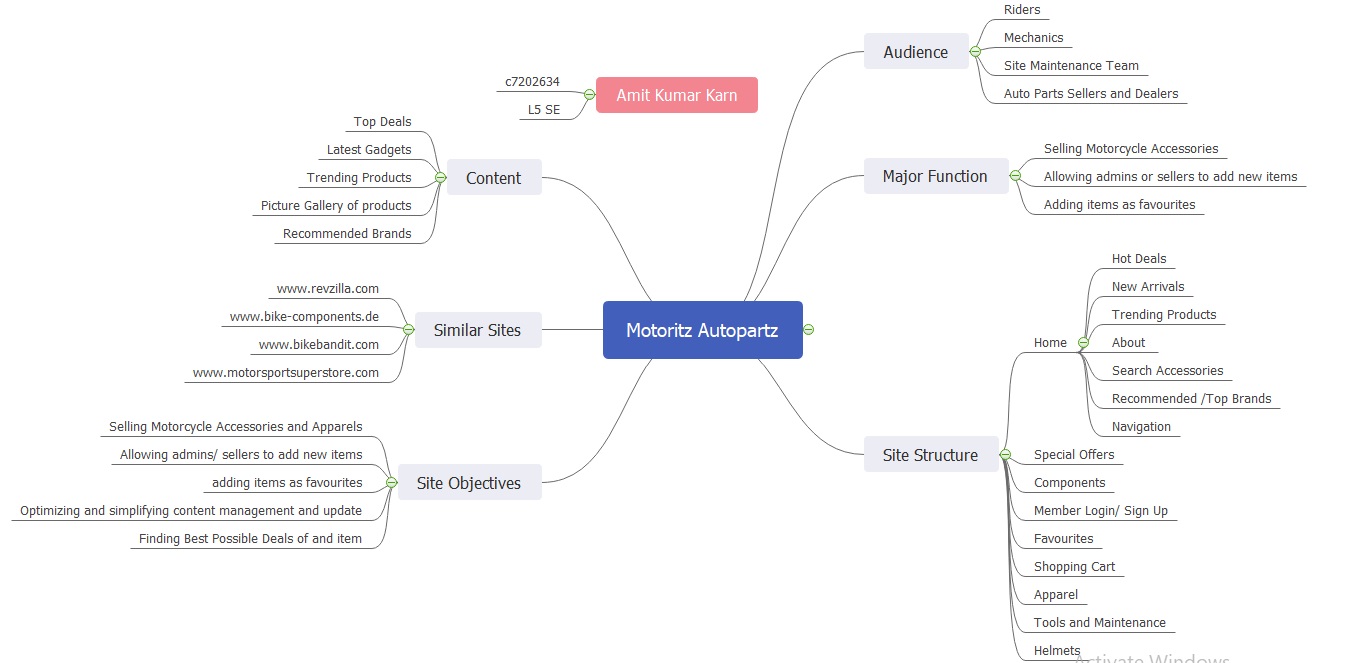 Amit Kumar Karn
c7202634
L5 SE
Motoritz Autopartz
Audience
Riders
Mechanics
Site Maintenance Team
Auto Parts Sellers and Dealers
Major Function
Selling Motorcycle Accessories
Allowing admins or sellers to add new items
Adding items as favourites
Site Structure
Home
Hot Deals
New Arrivals
Trending Products
About
Search Accessories
Recommended /Top Brands
Navigation
Special Offers
Components
Member Login/ Sign Up
Favourites
Shopping Cart
Apparel
Tools and Maintenance
Helmets
Content
Top Deals
Latest Gadgets
Trending Products
Picture Gallery of products
Recommended Brands
Similar Sites
www.revzilla.com
www.bike-components.de
www.bikebandit.com
www.motorsportsuperstore.com
Site Objectives
Selling Motorcycle Accessories and Apparels
Allowing admins/ sellers to add new items
adding items as favourites
Optimizing and simplifying content management and update
Finding Best Possible Deals of and item
Activate Windows